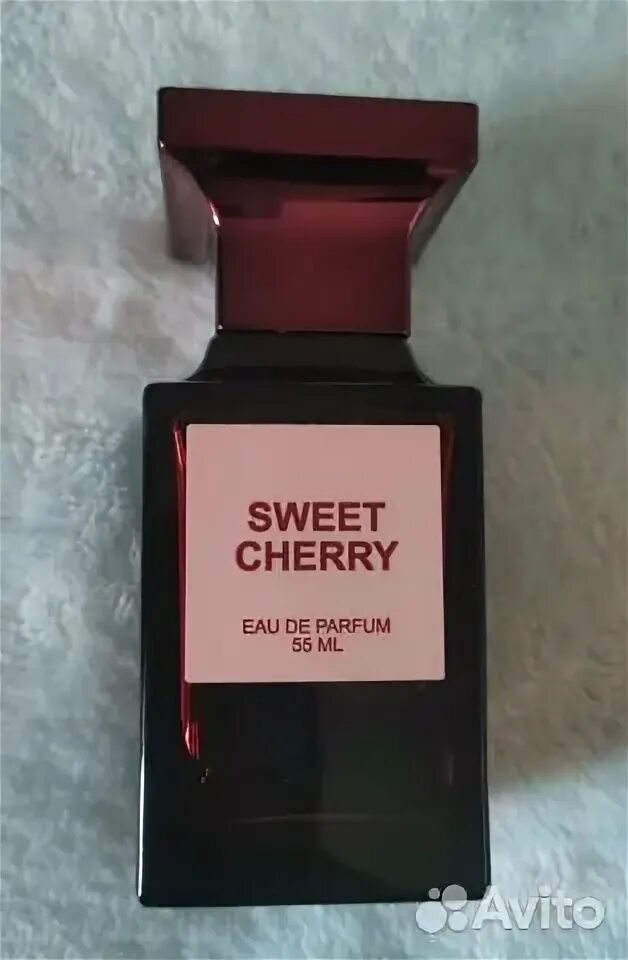 SWEET
CHERRY
EAU DE PARFUM
55 ML
Avito